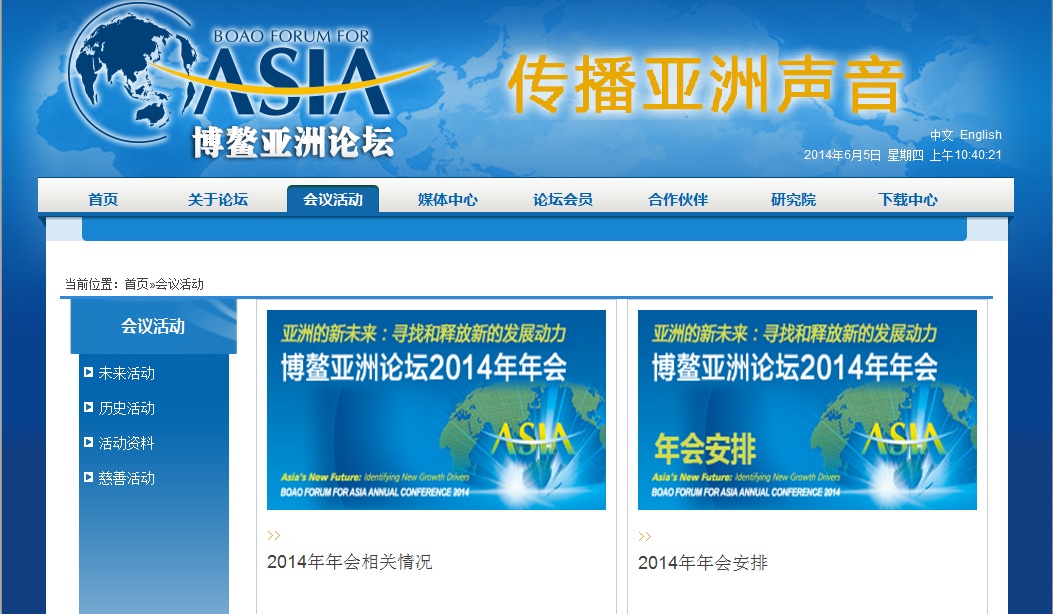 BOAO FORUM FOR
ASIA
博鳌亚洲论坛
传播亚洲声音
中文 English
2014年6月5日 星期四 上午10:40:21
首页 关于论坛 会议活动 媒体中心 论坛会员 合作伙伴 研究院 下载中心
当前位置：首页»会议活动
会议活动
未来活动
历史活动
活动资料
慈善活动
亚洲的新未来：寻找和释放新的发展动力
博鳌亚洲论坛2014年年会
ASIA
Asia's New Future: Identifying New Growth Drivers
BOAO FORUM FOR ASIA ANNUAL CONFERENCE 2014
>>
2014年年会相关情况
亚洲的新未来：寻找和释放新的发展动力
博鳌亚洲论坛2014年年会
年会安排
ASIA
Asia's New Future: Identifying New Growth Drivers
BOAO FORUM FOR ASIA ANNUAL CONFERENCE 2014
>>
2014年年会安排